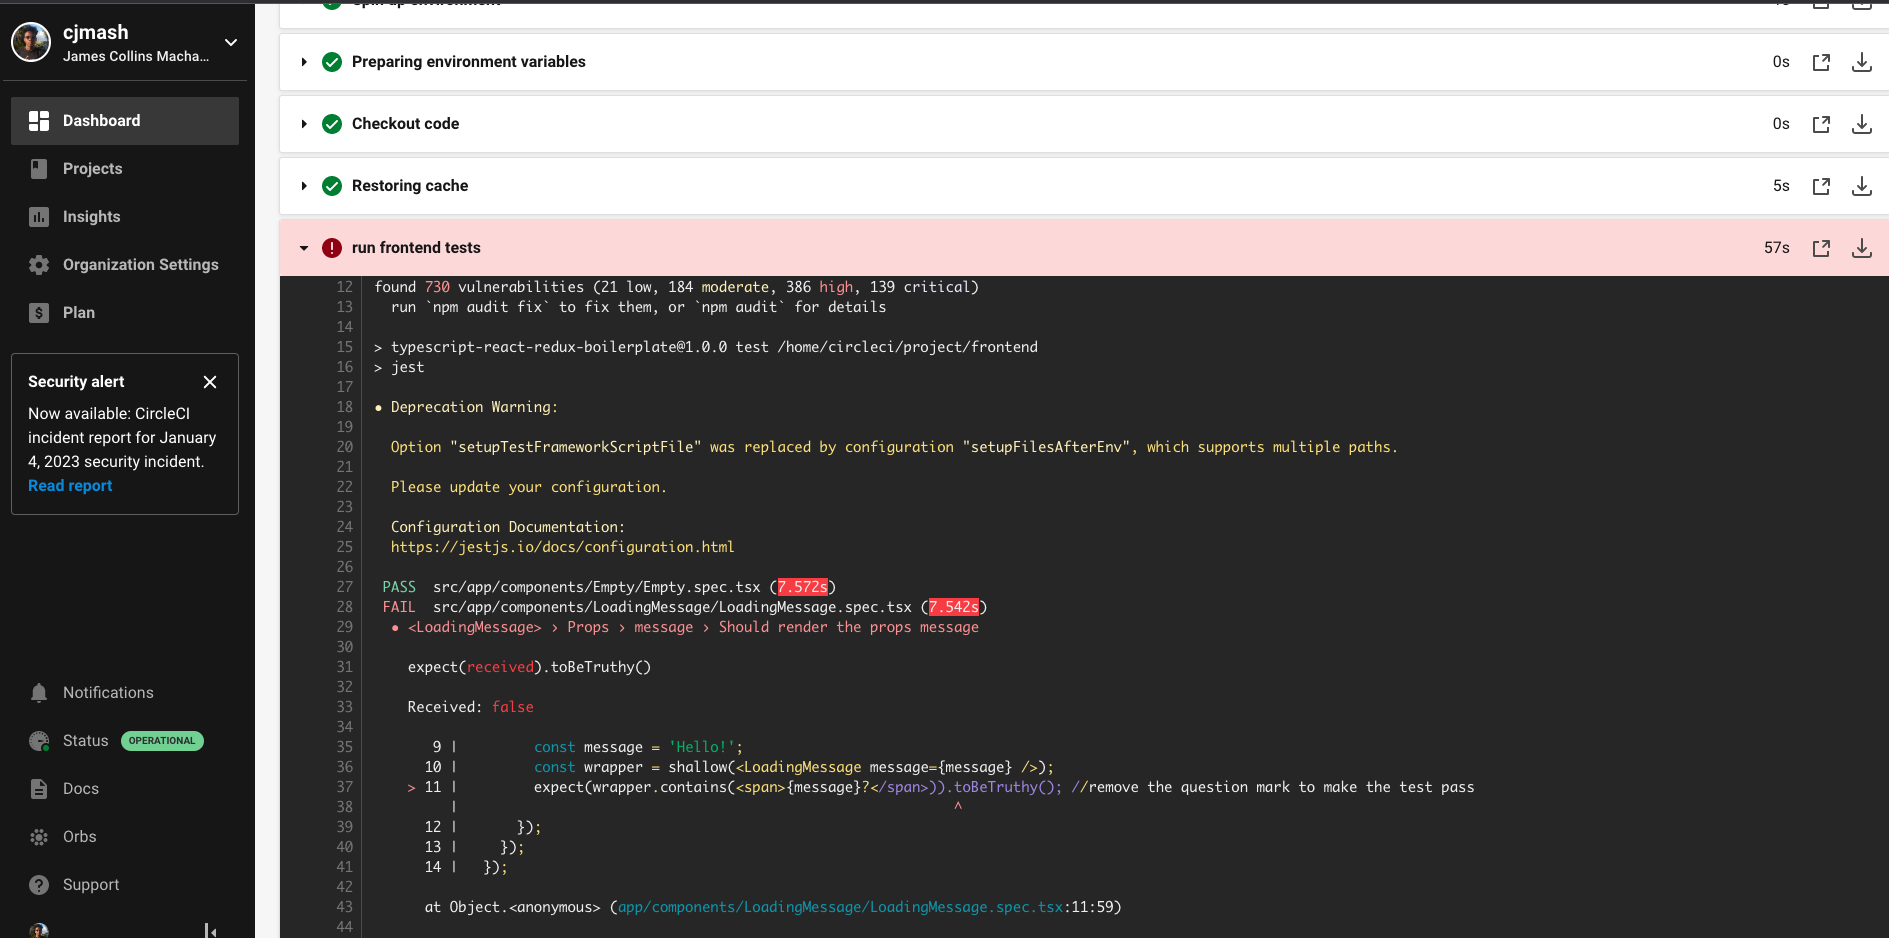 cjmash
James Collins Macha...
Dashboard
Projects
Insights
Organization Settings
Plan
Security alert
Now available: CircleCI
incident report for January
4, 2023 security incident.
Read report
Notifications
Status OPERATIONAL
Docs
Orbs
Support
Spin up environment
Preparing environment variables 0s
Checkout code 0s
Restoring cache 5s
run frontend tests 57s
12 found 730 vulnerabilities (21 low, 184 moderate, 386 high, 139 critical)
13 run `npm audit fix` to fix them, or `npm audit` for details
14
15 > typescript-react-redux-boilerplate@1.0.0 test /home/circleci/project/frontend
16 > jest
17
18 ● Deprecation Warning:
19
20 Option "setupTestFrameworkScriptFile" was replaced by configuration "setupFilesAfterEnv", which supports multiple paths.
21
22 Please update your configuration.
23
24 Configuration Documentation:
25 https://jestjs.io/docs/configuration.html
26
27 PASS src/app/components/Empty/Empty.spec.tsx (7.572s)
28 FAIL src/app/components/LoadingMessage/LoadingMessage.spec.tsx (7.542s)
29 ● <LoadingMessage> › Props › message › Should render the props message
30
31 expect(received).toBeTruthy()
32
33 Received: false
34
35 9 | const message = 'Hello!';
36 10 | const wrapper = shallow(<LoadingMessage message={message} />);
37 > 11 | expect(wrapper.contains(<span>{message}?</span>)).toBeTruthy(); //remove the question mark to make the test pass
38 | ^
39 12 | });
40 13 | });
41 14 | });
42
43 at Object.<anonymous> (app/components/LoadingMessage/LoadingMessage.spec.tsx:11:59)
44